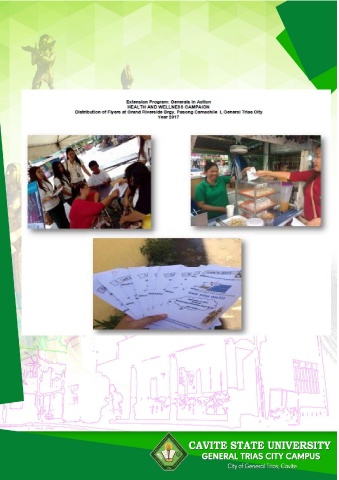 Extension Program: Generals in Action
HEALTH AND WELLNESS CAMPAIGN
Distribution of Flyers at Grand Riverside Brgy. Pasong Camachile I, General Trias City
Year 2017
CAVITE STATE UNIVERSITY
GENERAL TRIAS CITY CAMPUS
City of General Trias, Cavite